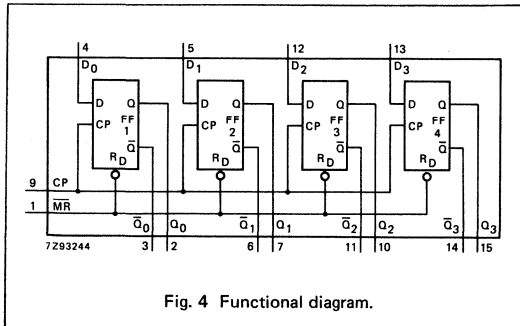 4 5 12 13
D0 D1 D2 D3
D Q D Q D Q D Q
FF FF FF FF
CP 1 CP 2 CP 3 CP 4
Q̅ Q̅ Q̅ Q̅
RD RD RD RD
9 CP
1 M̅R̅
Q̅0 Q0 Q̅1 Q1 Q̅2 Q2 Q̅3 Q3
7Z93244 3 2 6 7 11 10 14 15
Fig. 4 Functional diagram.